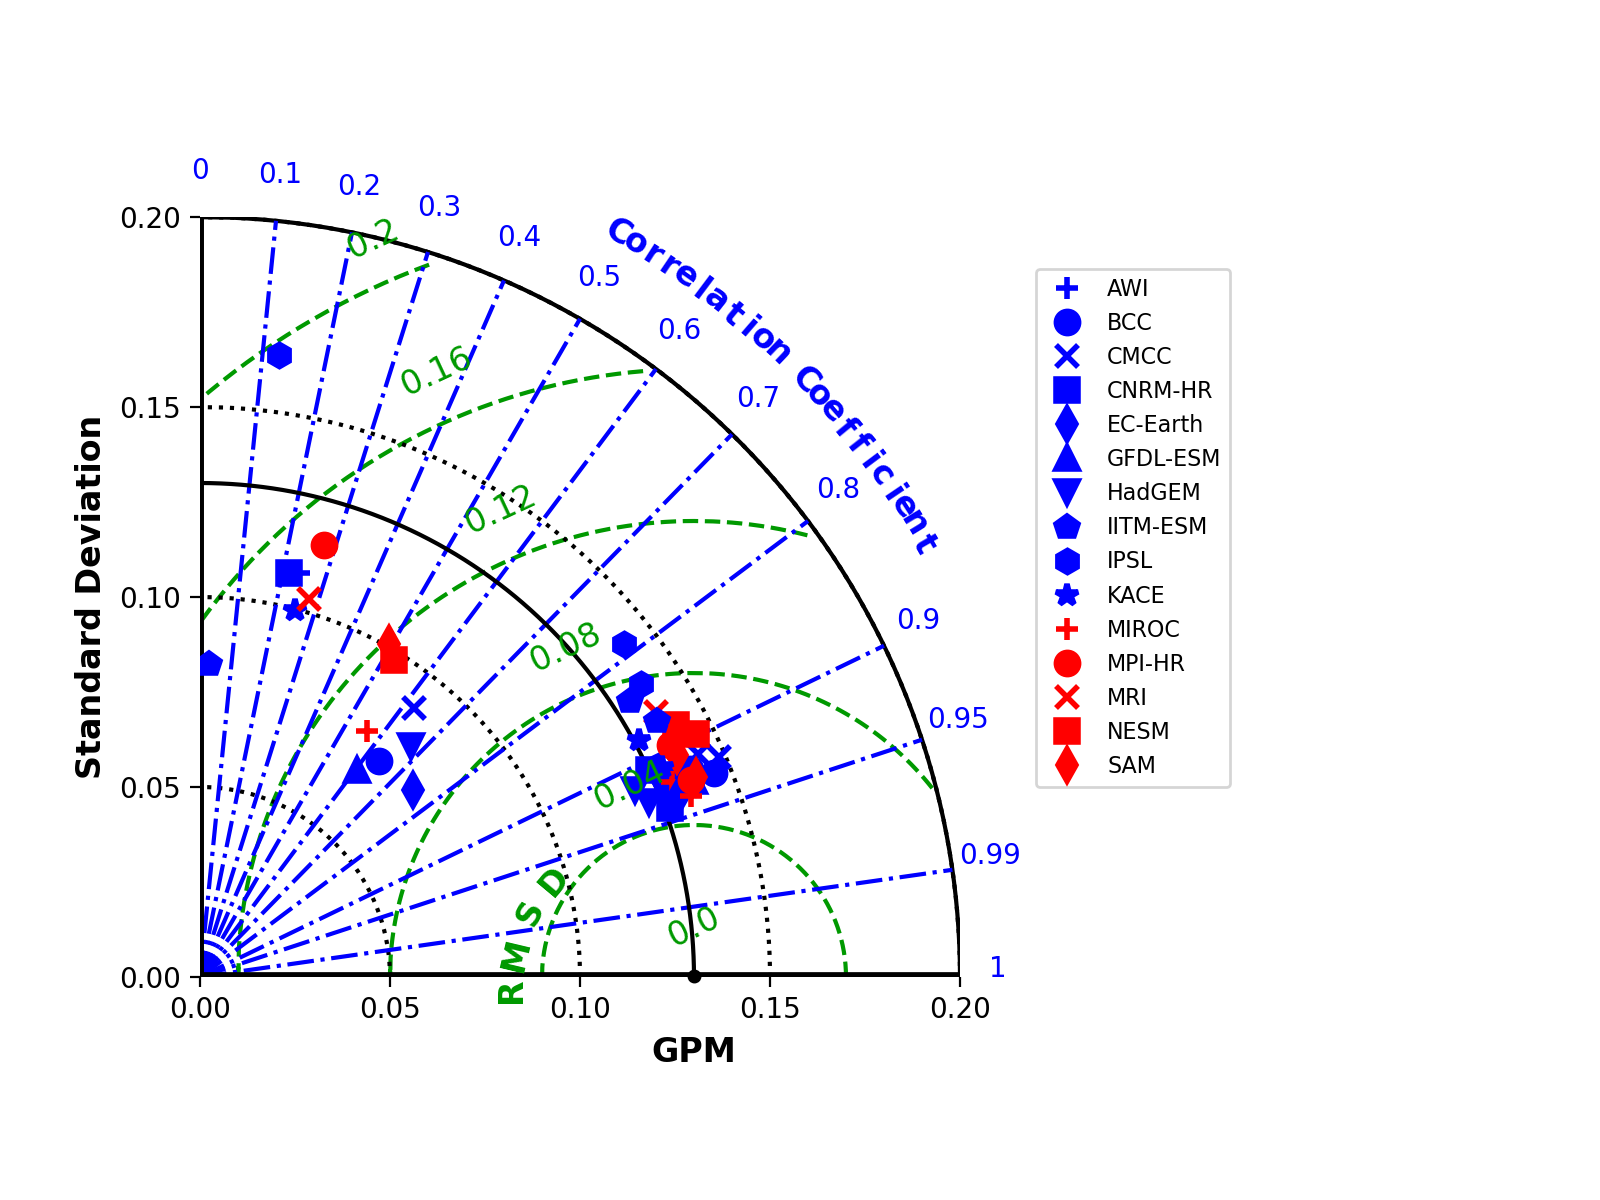 0
0.1
0.2
0.3
0.4
0.5
0.6
0.7
0.8
0.9
0.95
0.99
1
Correlation Coefficient
0.20
0.15
0.10
0.05
0.00
Standard Deviation
0.2
0.16
0.12
0.08
0.04
0.0
RMSD
0.00
0.05
0.10
0.15
0.20
GPM
AWI
BCC
CMCC
CNRM-HR
EC-Earth
GFDL-ESM
HadGEM
IITM-ESM
IPSL
KACE
MIROC
MPI-HR
MRI
NESM
SAM